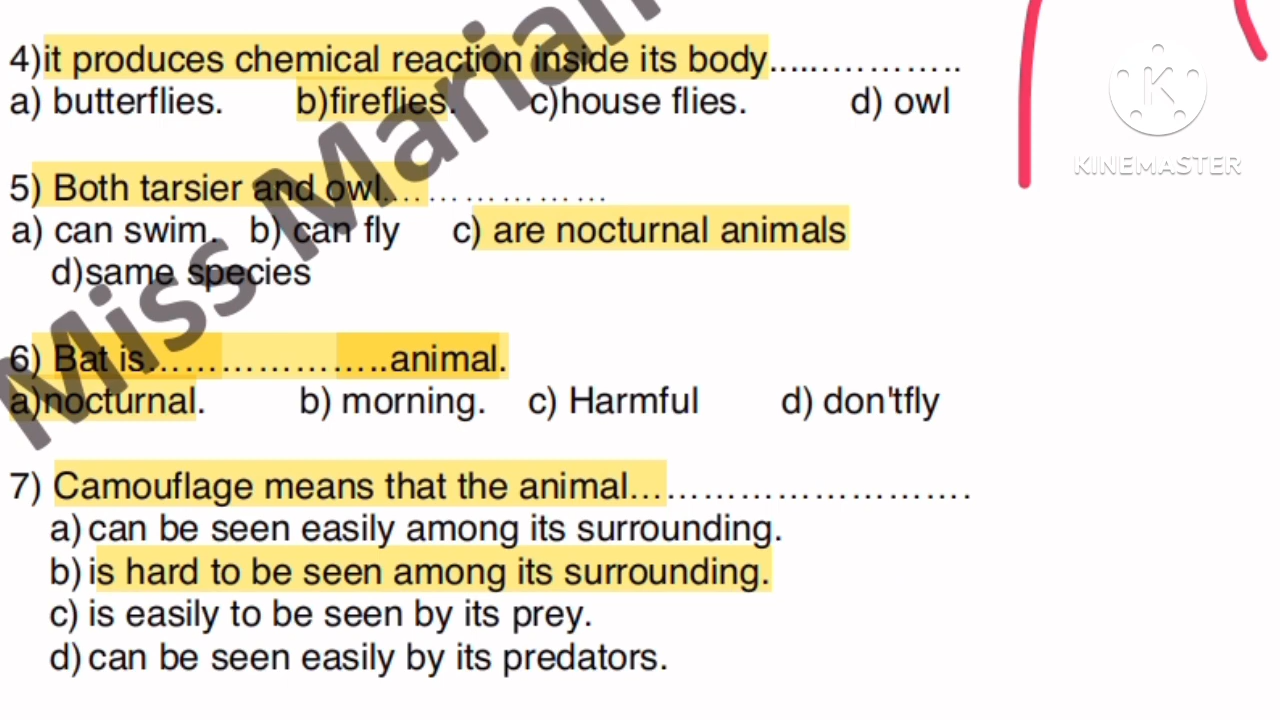 4)it produces chemical reaction inside its body.....………..
a) butterflies. b)fireflies. c)house flies. d) owl
KINEMASTER
5) Both tarsier and owl…………………
a) can swim. b) can fly c) are nocturnal animals
d)same species
6) Bat is………………..animal.
a)nocturnal. b) morning. c) Harmful d) don'tfly
7) Camouflage means that the animal……………………….
a) can be seen easily among its surrounding.
b) is hard to be seen among its surrounding.
c) is easily to be seen by its prey.
d) can be seen easily by its predators.
Miss Marian